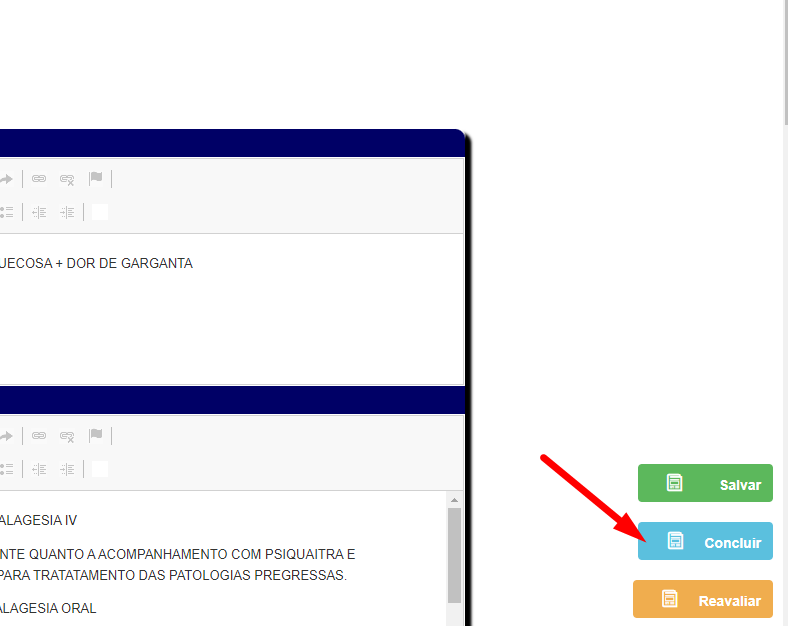 UECOSA + DOR DE GARGANTA
ALAGESIA IV
NTE QUANTO A ACOMPANHAMENTO COM PSIQUAITRA E
PARA TRATATAMENTO DAS PATOLOGIAS PREGRESSAS.
ALAGESIA ORAL
Salvar
Concluir
Reavaliar